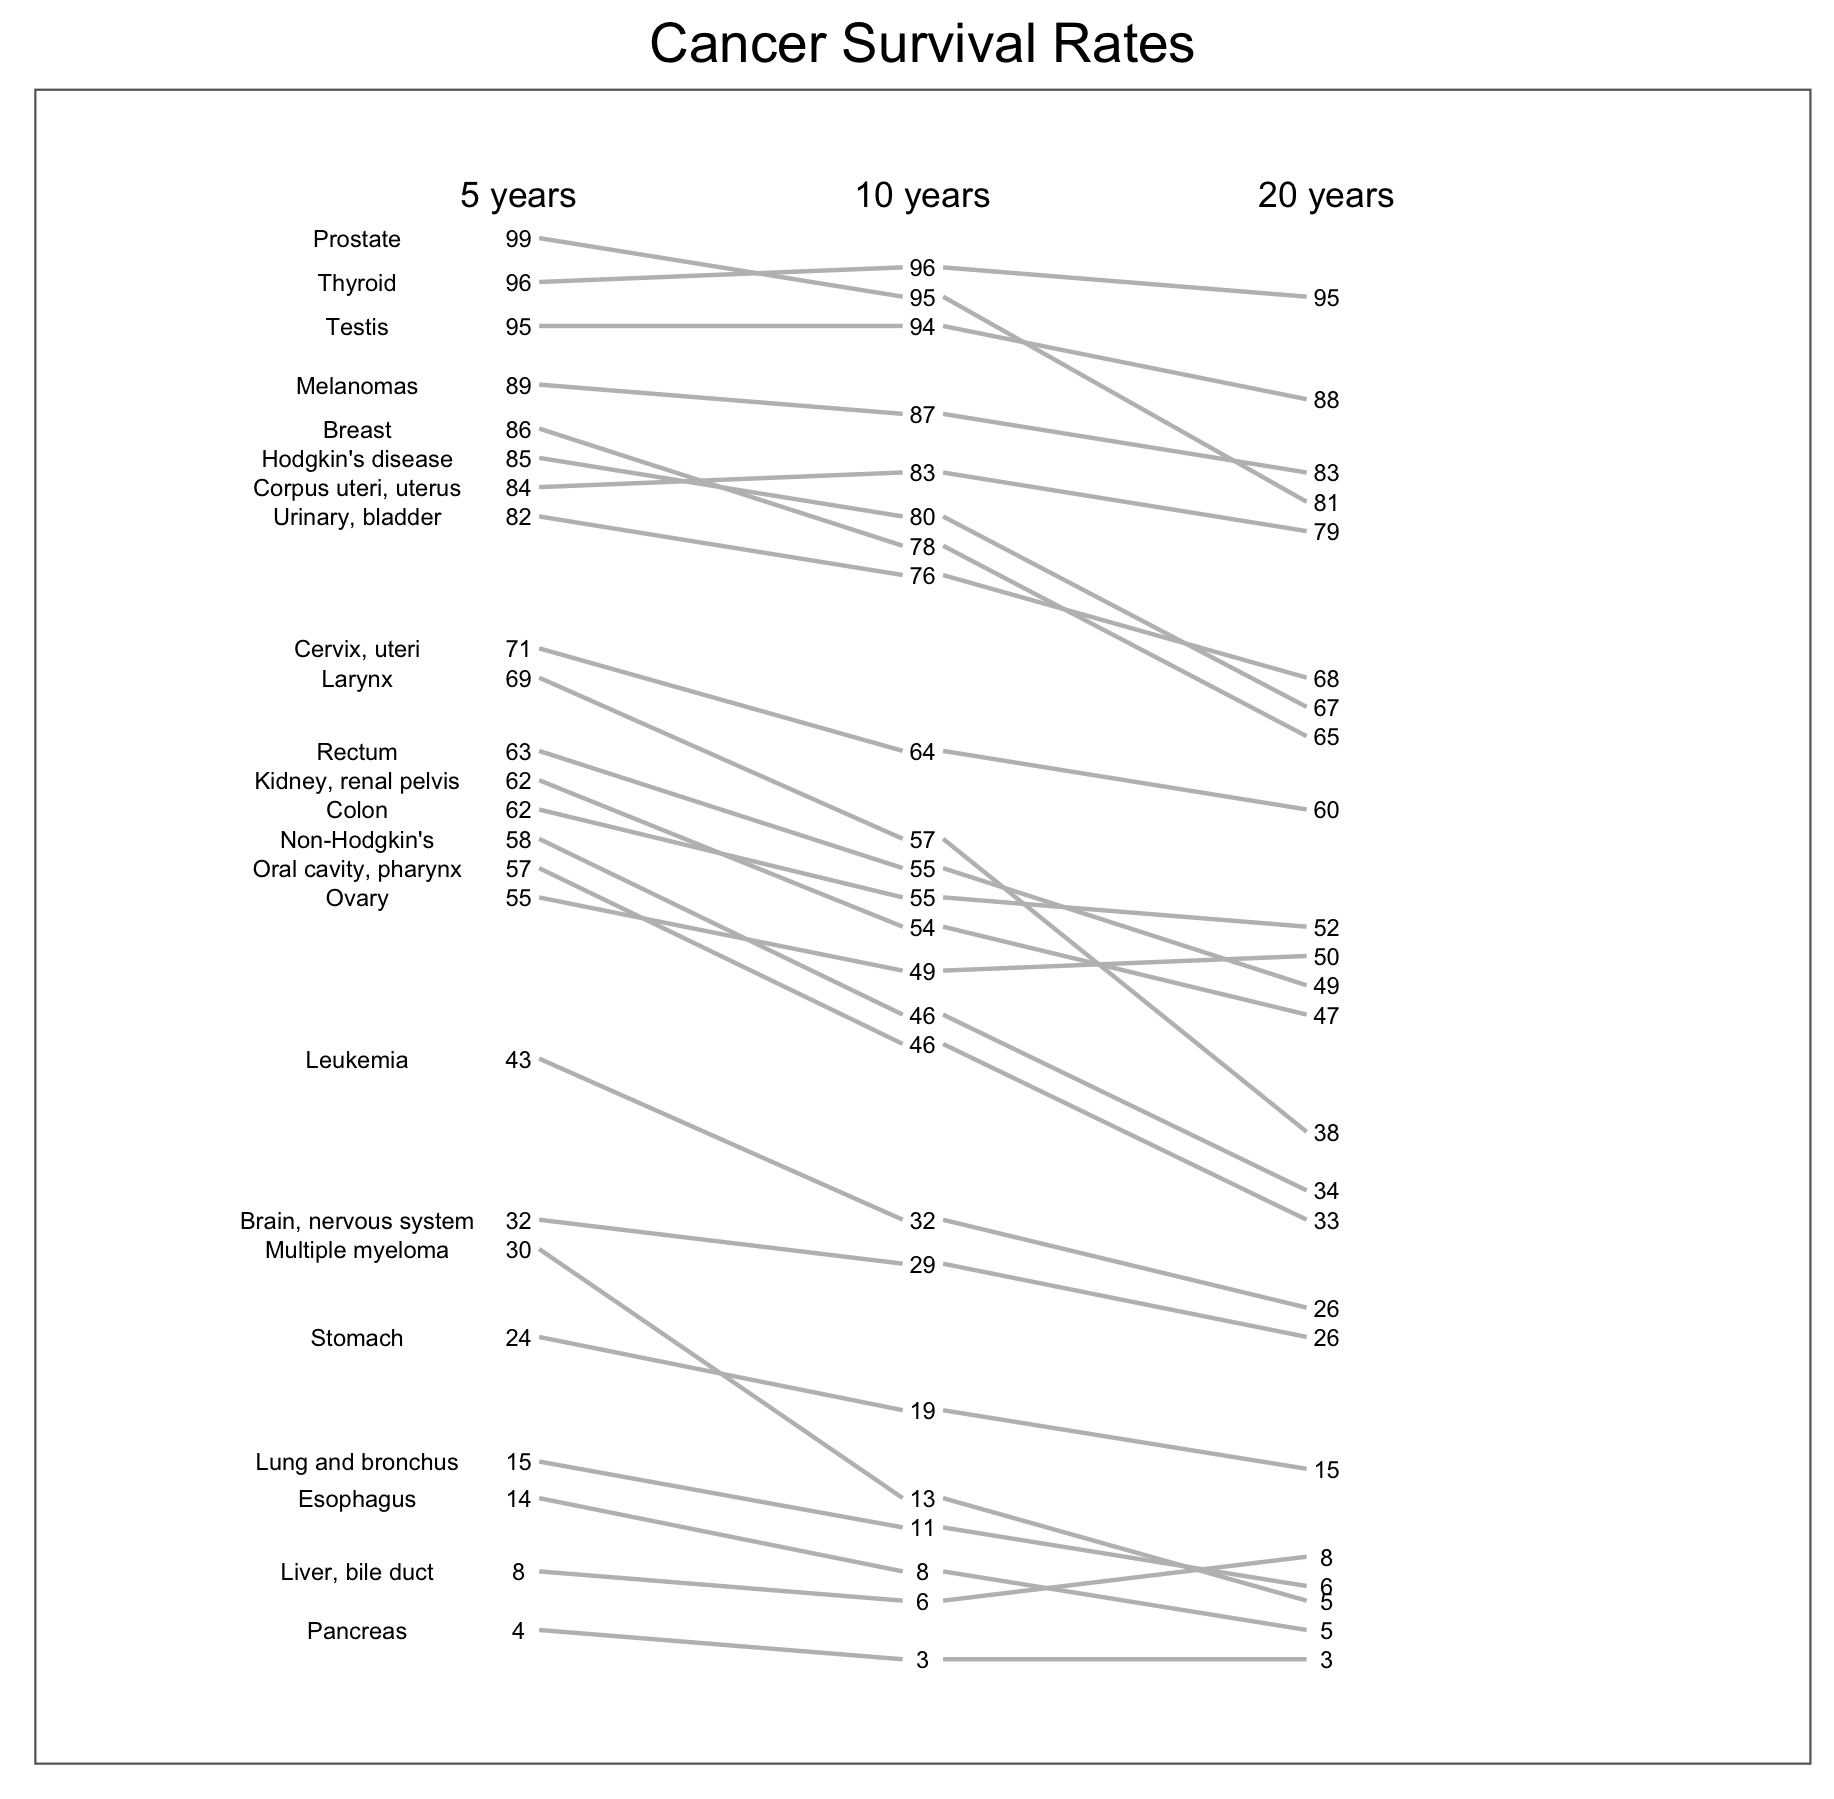 Cancer Survival Rates
5 years 10 years 20 years
Prostate 99
Thyroid 96 96
95 95
Testis 95 94
Melanomas 89 88
87
Breast 86
Hodgkin's disease 85
83 83
Corpus uteri, uterus 84
81
Urinary, bladder 82 80
79
78
76
Cervix, uteri 71
Larynx 69 68
67
65
Rectum 63 64
Kidney, renal pelvis 62
Colon 62 60
Non-Hodgkin's 58 57
Oral cavity, pharynx 57 55
Ovary 55 55
54 52
50
49
49
46 47
46
Leukemia 43
38
34
Brain, nervous system 32 32 33
Multiple myeloma 30
29
26
Stomach 24 26
19
Lung and bronchus 15
15
Esophagus 14 13
11
8
Liver, bile duct 8 8
6
6 5
Pancreas 4 5
3 3